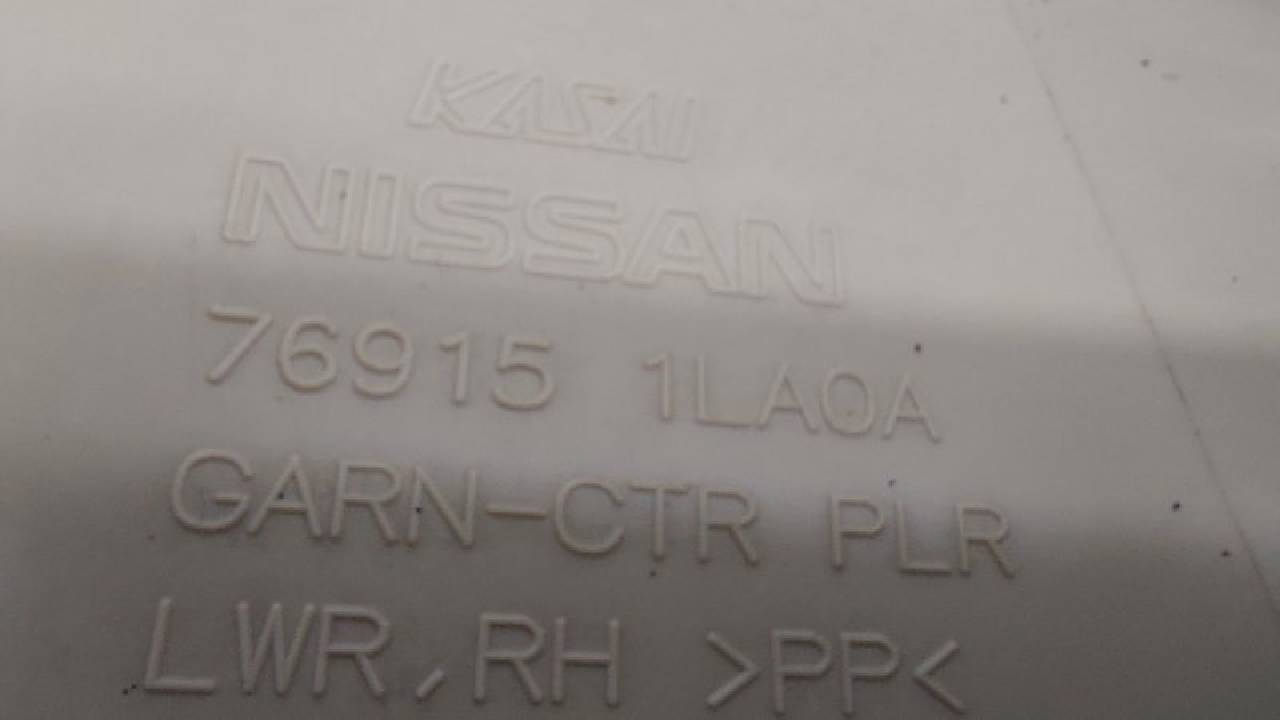 KASAI
NISSAN
76915 1LA0A
GARN-CTR PLR
LWR,RH >PP<